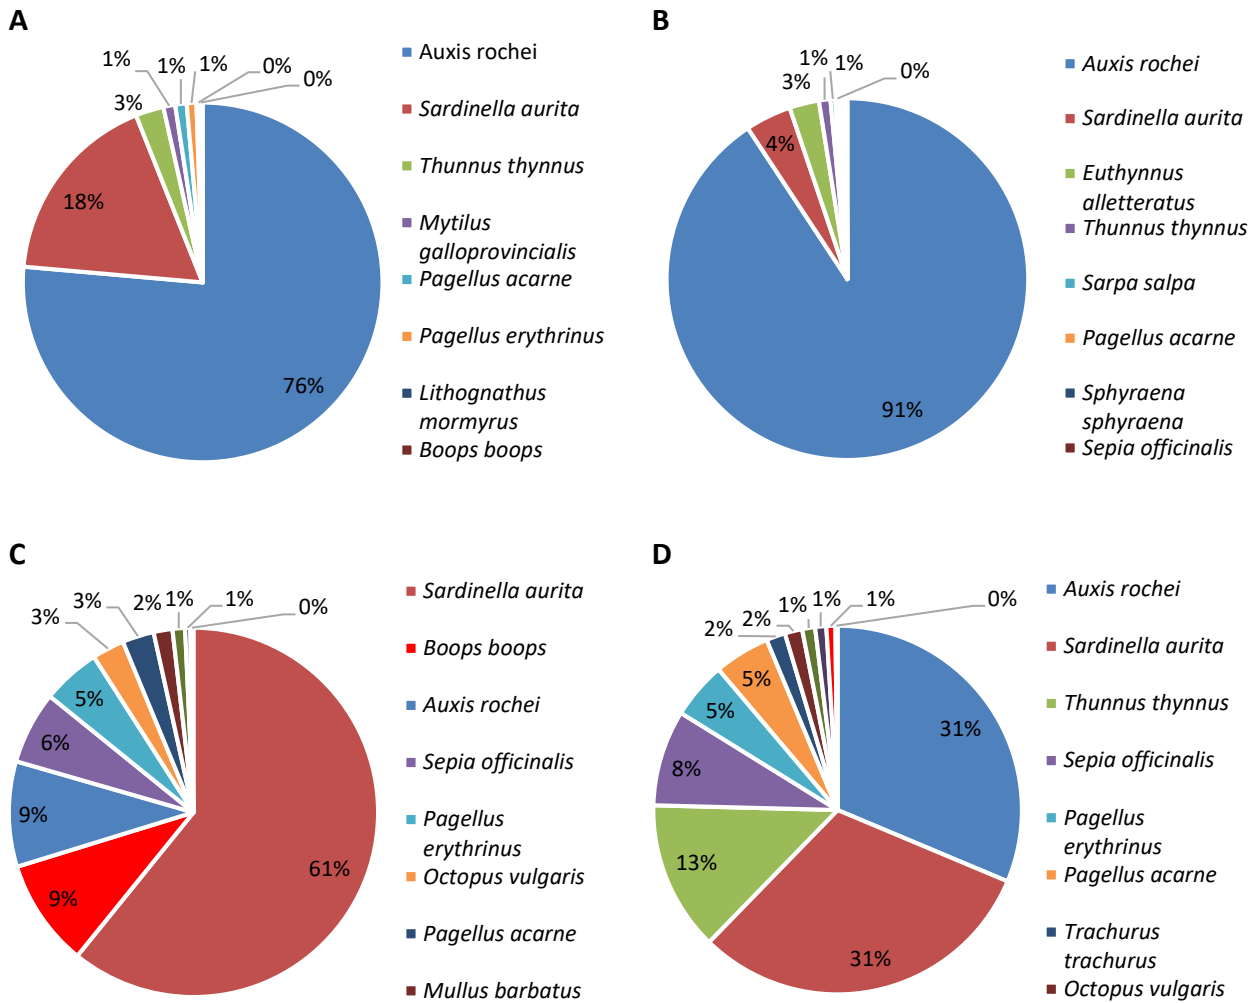 A
1%
1%
1%
0%
0%
3%
18%
76%
Auxis rochei
Sardinella aurita
Thunnus thynnus
Mytilus
galloprovincialis
Pagellus acarne
Pagellus erythrinus
Lithognathus
mormyrus
Boops boops
B
1%
1%
0%
3%
4%
91%
Auxis rochei
Sardinella aurita
Euthynnus
alletteratus
Thunnus thynnus
Sarpa salpa
Pagellus acarne
Sphyraena
sphyraena
Sepia officinalis
C
3%
3%
2%
1%
1%
0%
5%
6%
9%
9%
61%
Sardinella aurita
Boops boops
Auxis rochei
Sepia officinalis
Pagellus
erythrinus
Octopus vulgaris
Pagellus acarne
Mullus barbatus
D
2%
2%
1%
1%
1%
0%
5%
5%
8%
13%
31%
31%
Auxis rochei
Sardinella aurita
Thunnus thynnus
Sepia officinalis
Pagellus
erythrinus
Pagellus acarne
Trachurus
trachurus
Octopus vulgaris